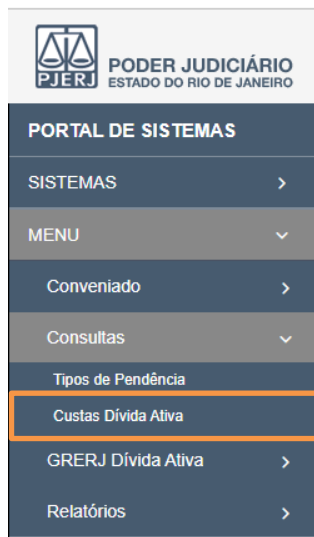 PJERJ
PODER JUDICIÁRIO
ESTADO DO RIO DE JANEIRO
PORTAL DE SISTEMAS
SISTEMAS
MENU
Conveniado
Consultas
Tipos de Pendência
Custas Dívida Ativa
GRERJ Dívida Ativa
Relatórios